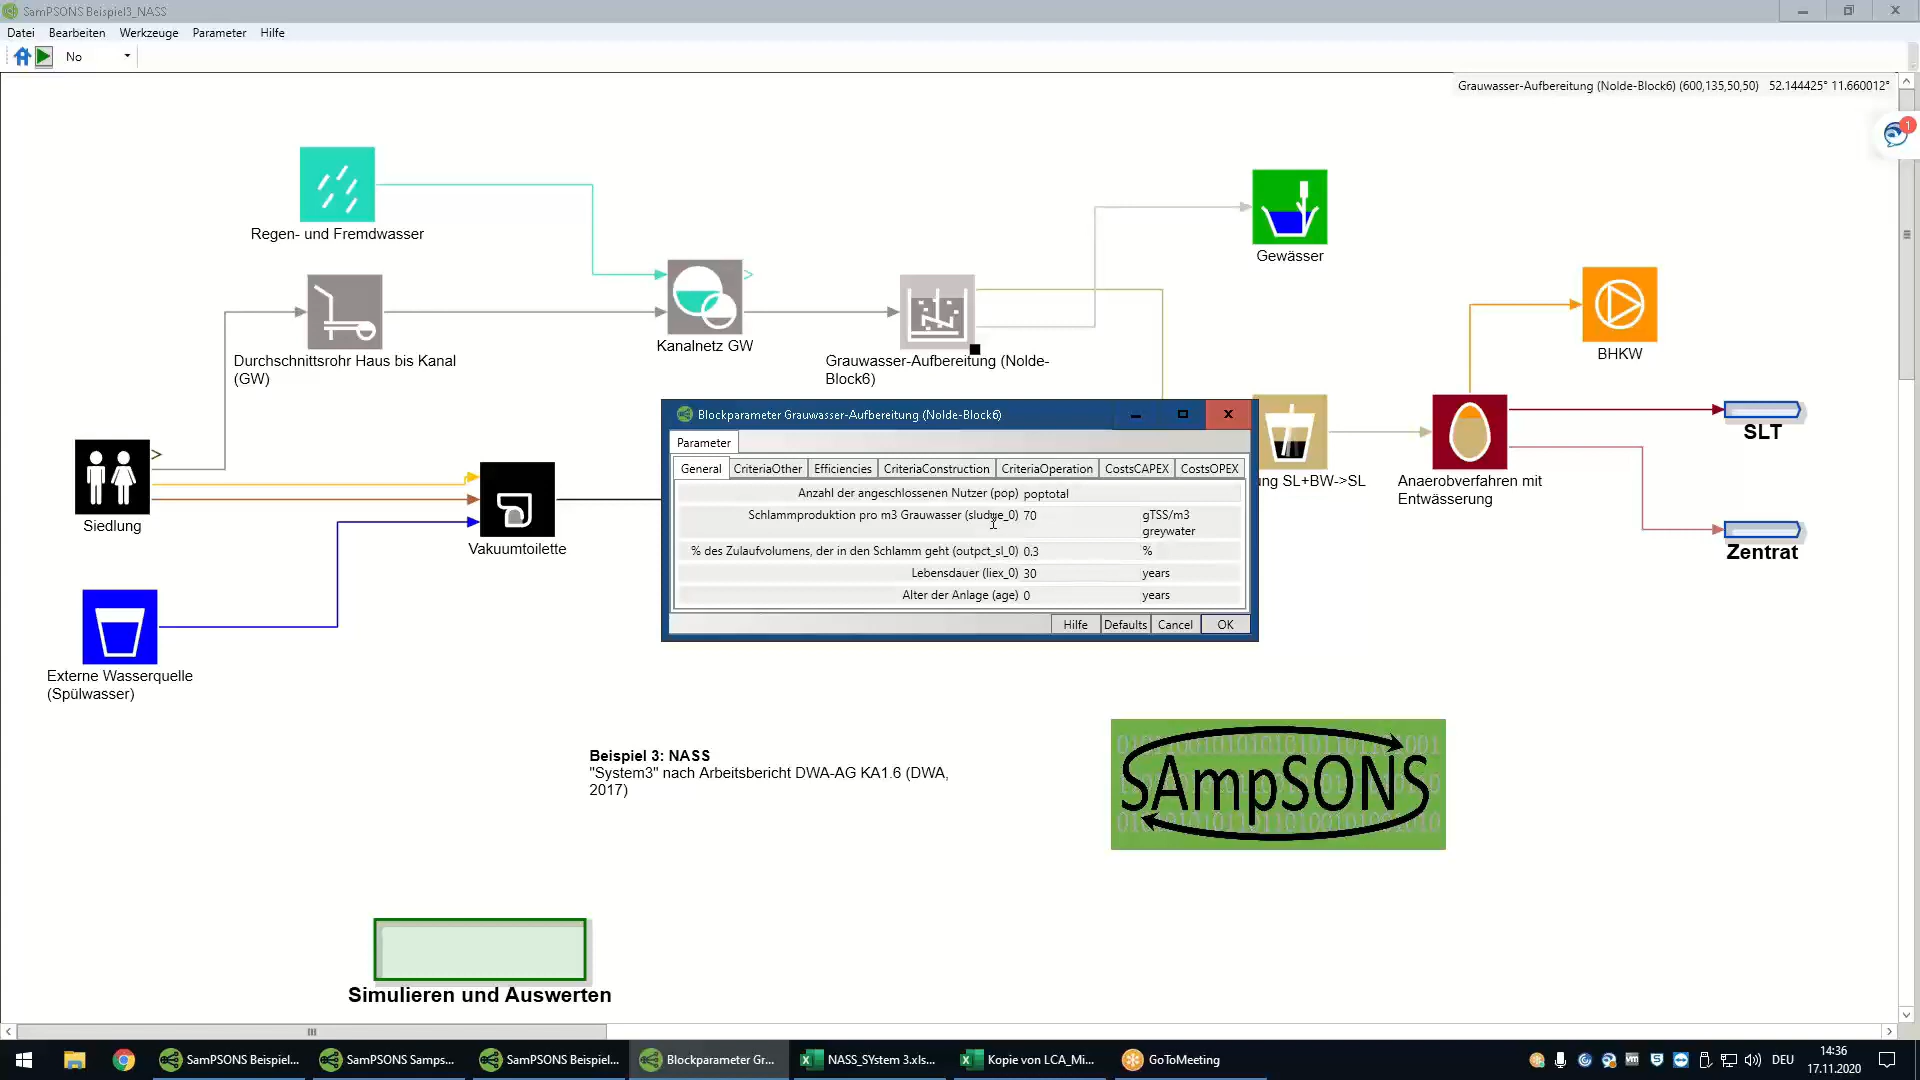 SamPSONS Beispiel3_NASS
Datei Bearbeiten Werkzeuge Parameter Hilfe
No
Grauwasser-Aufbereitung (Nolde-Block6) (600,135,50,50) 52.144425° 11.660012°
1
Regen- und Fremdwasser
Gewässer
Durchschnittsrohr Haus bis Kanal
(GW)
Kanalnetz GW
Grauwasser-Aufbereitung (Nolde-
Block6)
BHKW
Siedlung
Vakuumtoilette
Externe Wasserquelle
(Spülwasser)
ung SL+BW->SL
Anaerobverfahren mit
Entwässerung
SLT
Zentrat
Blockparameter Grauwasser-Aufbereitung (Nolde-Block6)
Parameter
General CriteriaOther Efficiencies CriteriaConstruction CriteriaOperation CostsCAPEX CostsOPEX
Anzahl der angeschlossenen Nutzer (pop) poptotal
Schlammproduktion pro m3 Grauwasser (sludge_0) 70 gTSS/m3
greywater
% des Zulaufvolumens, der in den Schlamm geht (outpct_sl_0) 0.3 %
Lebensdauer (liex_0) 30 years
Alter der Anlage (age) 0 years
Hilfe Defaults Cancel OK
Beispiel 3: NASS
"System3" nach Arbeitsbericht DWA-AG KA1.6 (DWA,
2017)
SAmpSONS
Simulieren und Auswerten
SamPSONS Beispiel... SamPSONS Samps... SamPSONS Beispiel... Blockparameter Gr... NASS_SYstem 3.xls... Kopie von LCA_Mi... GoToMeeting
DEU
14:36
17.11.2020